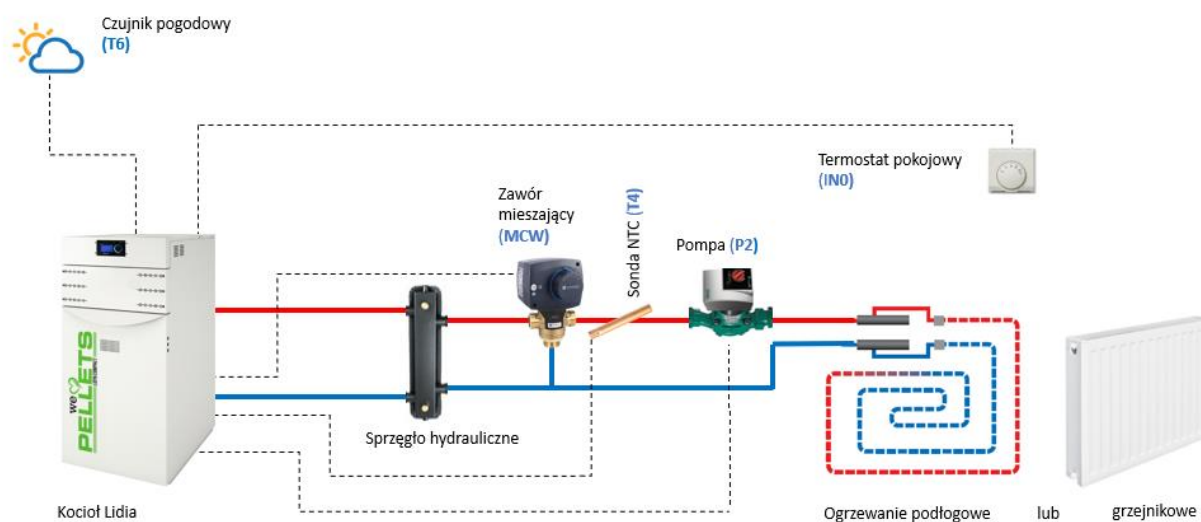 Czujnik pogodowy
(T6)
Termostat pokojowy
(IN0)
Zawór
mieszający
(MCW)
Sonda NTC (T4)
Pompa (P2)
we
PELLETS
Sprzęgło hydrauliczne
Kocioł Lidia
Ogrzewanie podłogowe lub grzejnikowe